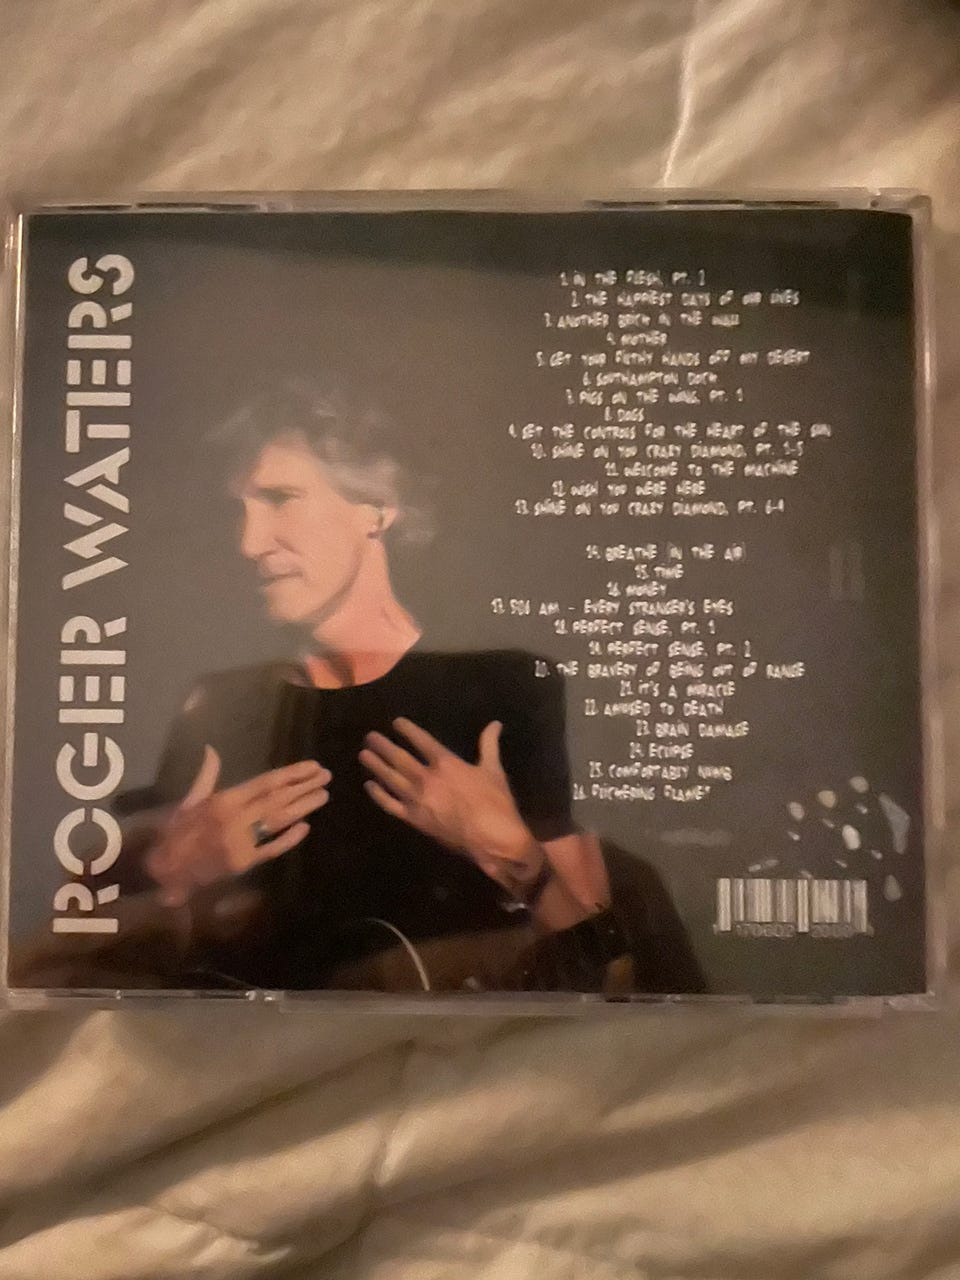 ROGER WATERS
1. IN THE FLESH, PT. 2
2. THE HAPPIEST DAYS OF OUR LIVES
3. ANOTHER BRICK IN THE WALL
4. MOTHER
5. GET YOUR FILTHY HANDS OFF MY DESERT
6. SOUTHAMPTON DOCK
7. PIGS ON THE WING, PT. 1
8. DOGS
9. SET THE CONTROLS FOR THE HEART OF THE SUN
10. SHINE ON YOU CRAZY DIAMOND, PT. 1-5
11. WELCOME TO THE MACHINE
12. WISH YOU WERE HERE
13. SHINE ON YOU CRAZY DIAMOND, PT. 6-9
14. BREATHE (IN THE AIR)
15. TIME
16. MONEY
17. 5:06 AM - EVERY STRANGER'S EYES
18. PERFECT SENSE, PT. 1
19. PERFECT SENSE, PT. 2
20. THE BRAVERY OF BEING OUT OF RANGE
21. IT'S A MIRACLE
22. AMUSED TO DEATH
23. BRAIN DAMAGE
24. ECLIPSE
25. COMFORTABLY NUMB
26. FLICKERING FLAME